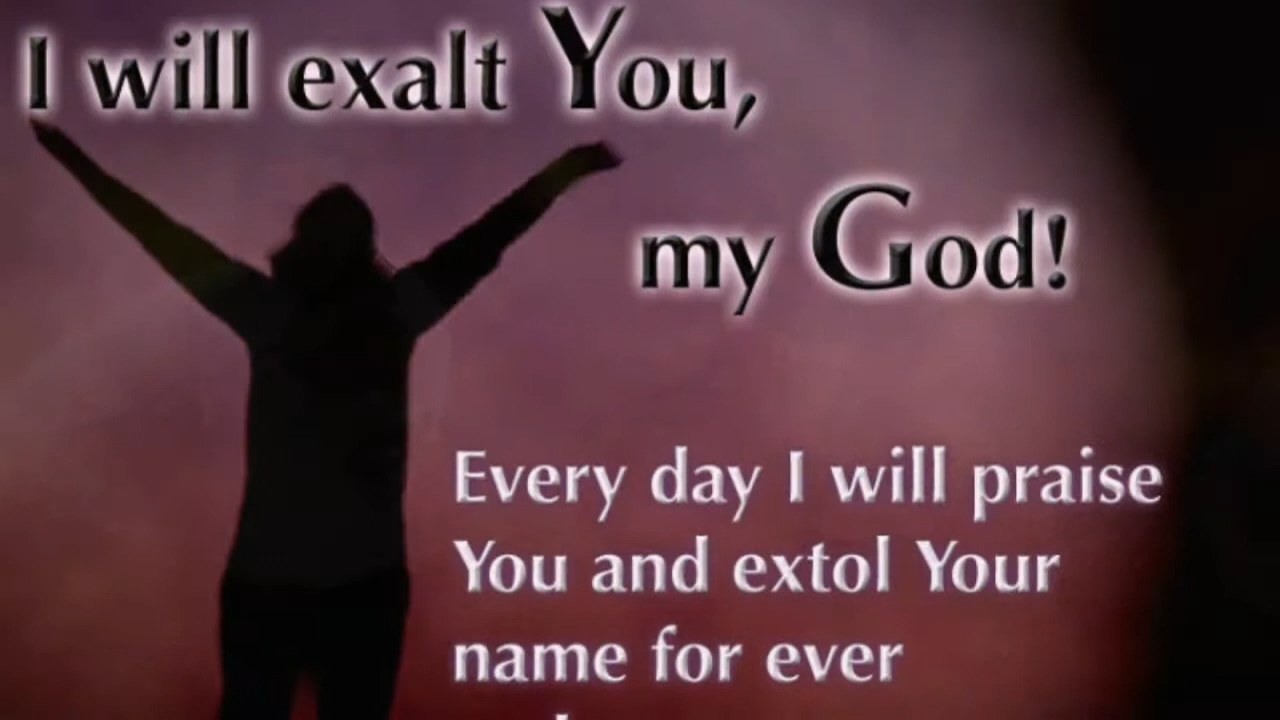 I will exalt You,
my God!
Every day I will praise
You and extol Your
name for ever